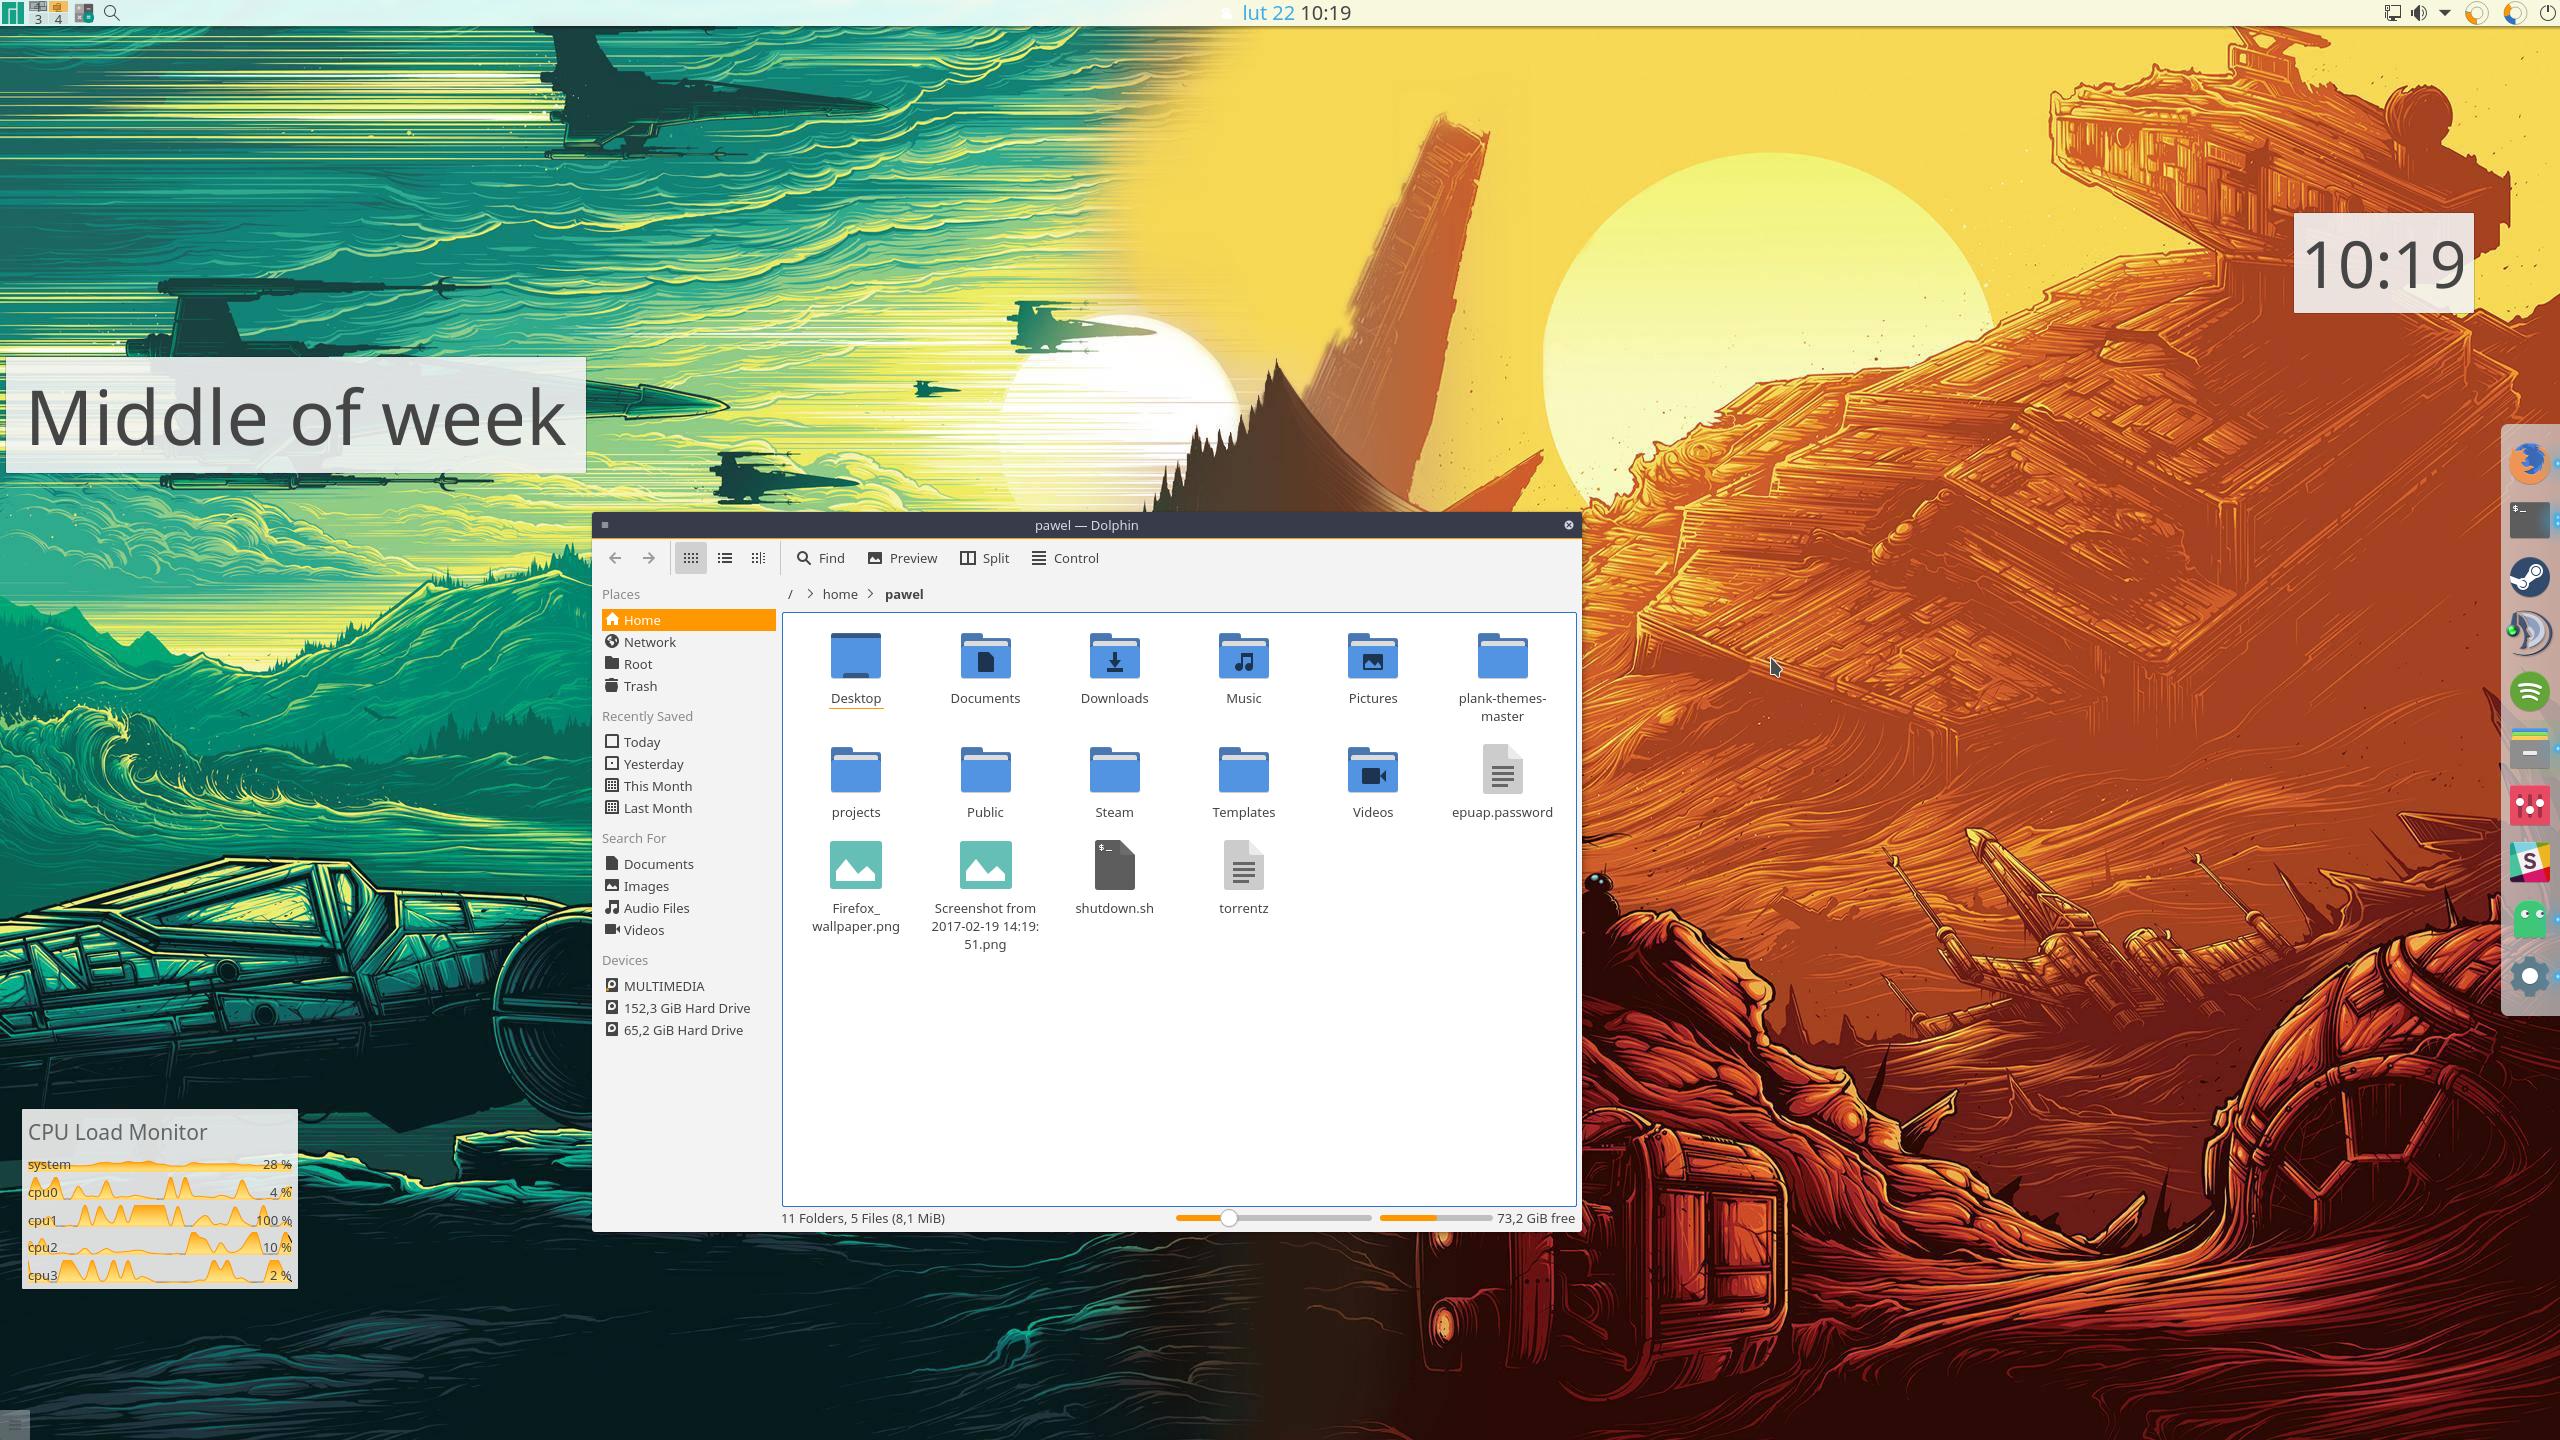 3 4
lut 22 10:19
10:19
Middle of week
pawel — Dolphin
Find Preview Split Control
Places
/ home pawel
Home
Network
Root
Trash
Recently Saved
Today
Yesterday
This Month
Last Month
Search For
Documents
Images
Audio Files
Videos
Devices
MULTIMEDIA
152,3 GiB Hard Drive
65,2 GiB Hard Drive
Desktop Documents Downloads Music Pictures plank-themes-
master
projects Public Steam Templates Videos epuap.password
$_
Firefox_ Screenshot from shutdown.sh torrentz
wallpaper.png 2017-02-19 14:19:
51.png
11 Folders, 5 Files (8,1 MiB) 73,2 GiB free
$_
S
CPU Load Monitor
system 28 %
cpu0 4 %
cpu1 100 %
cpu2 10 %
cpu3 2 %